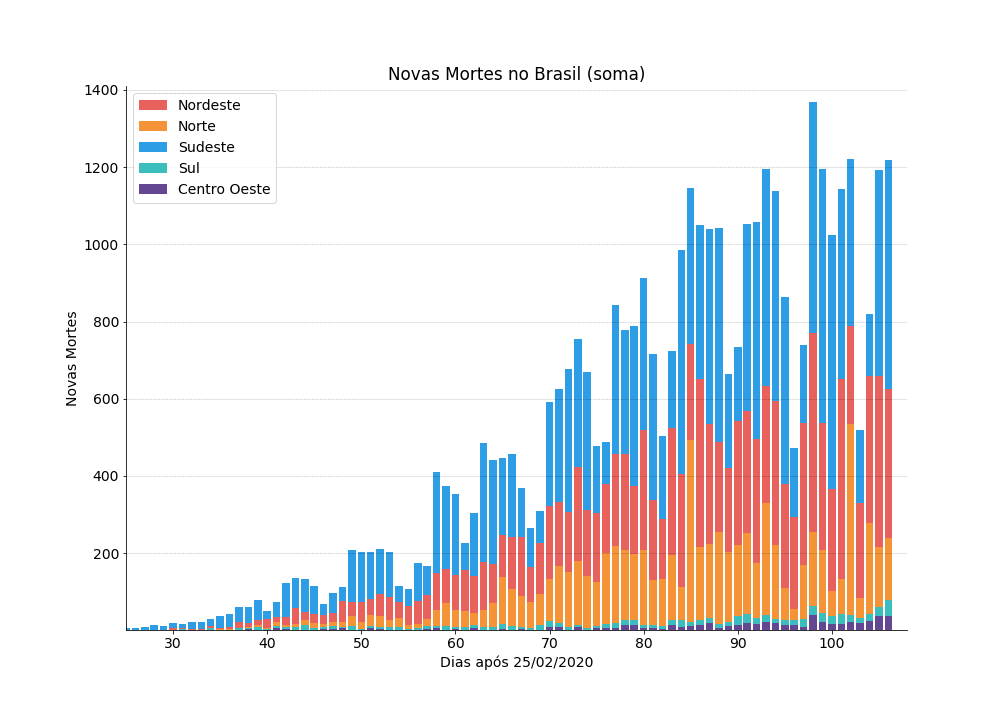 Novas Mortes no Brasil (soma)
1400
1200
1000
800
600
400
200
Novas Mortes
Nordeste
Norte
Sudeste
Sul
Centro Oeste
30 40 50 60 70 80 90 100
Dias após 25/02/2020